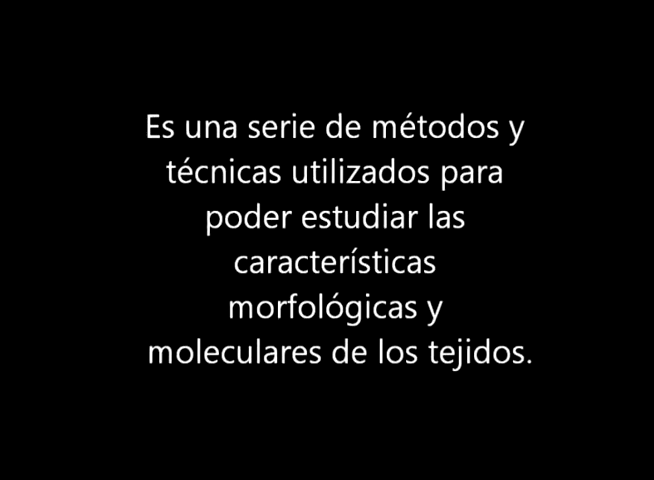 Es una serie de métodos y
técnicas utilizados para
poder estudiar las
características
morfológicas y
moleculares de los tejidos.